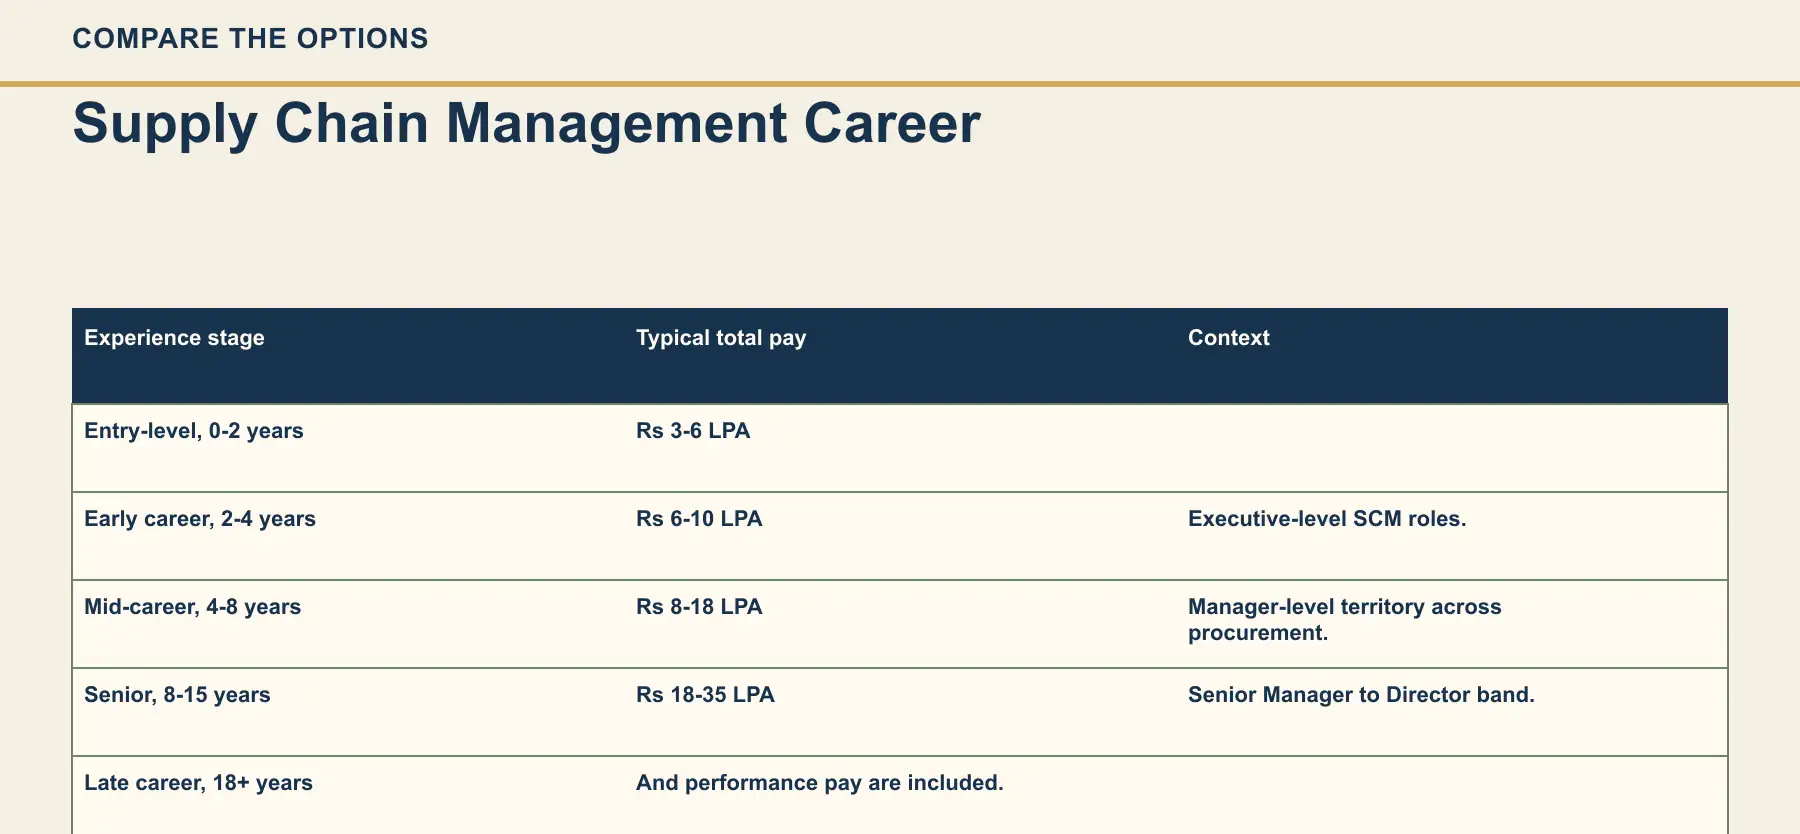 COMPARE THE OPTIONS
Supply Chain Management Career
Experience stage Typical total pay Context
Entry-level, 0-2 years Rs 3-6 LPA
Early career, 2-4 years Rs 6-10 LPA Executive-level SCM roles.
Mid-career, 4-8 years Rs 8-18 LPA Manager-level territory across
procurement.
Senior, 8-15 years Rs 18-35 LPA Senior Manager to Director band.
Late career, 18+ years And performance pay are included.